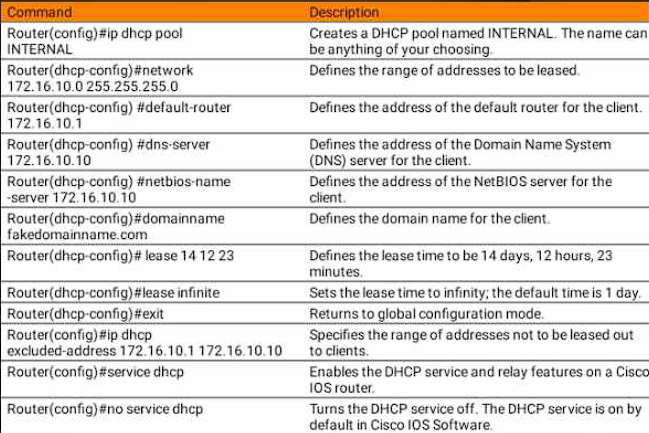 Command Description
Router(config)#ip dhcp pool Creates a DHCP pool named INTERNAL. The name can
INTERNAL be anything of your choosing.
Router(dhcp-config)#network Defines the range of addresses to be leased.
172.16.10.0 255.255.255.0
Router(dhcp-config) #default-router Defines the address of the default router for the client.
172.16.10.1
Router(dhcp-config) #dns-server Defines the address of the Domain Name System
172.16.10.10 (DNS) server for the client.
Router(dhcp-config) #netbios-name Defines the address of the NetBIOS server for the
-server 172.16.10.10 client.
Router(dhcp-config)#domainname Defines the domain name for the client.
fakedomainname.com
Router(dhcp-config)# lease 14 12 23 Defines the lease time to be 14 days, 12 hours, 23
minutes.
Router(dhcp-config)#lease infinite Sets the lease time to infinity; the default time is 1 day.
Router(dhcp-config)#exit Returns to global configuration mode.
Router(config)#ip dhcp Specifies the range of addresses not to be leased out
excluded-address 172.16.10.1 172.16.10.10 to clients.
Router(config)#service dhcp Enables the DHCP service and relay features on a Cisco
IOS router.
Router(config)#no service dhcp Turns the DHCP service off. The DHCP service is on by
default in Cisco IOS Software.